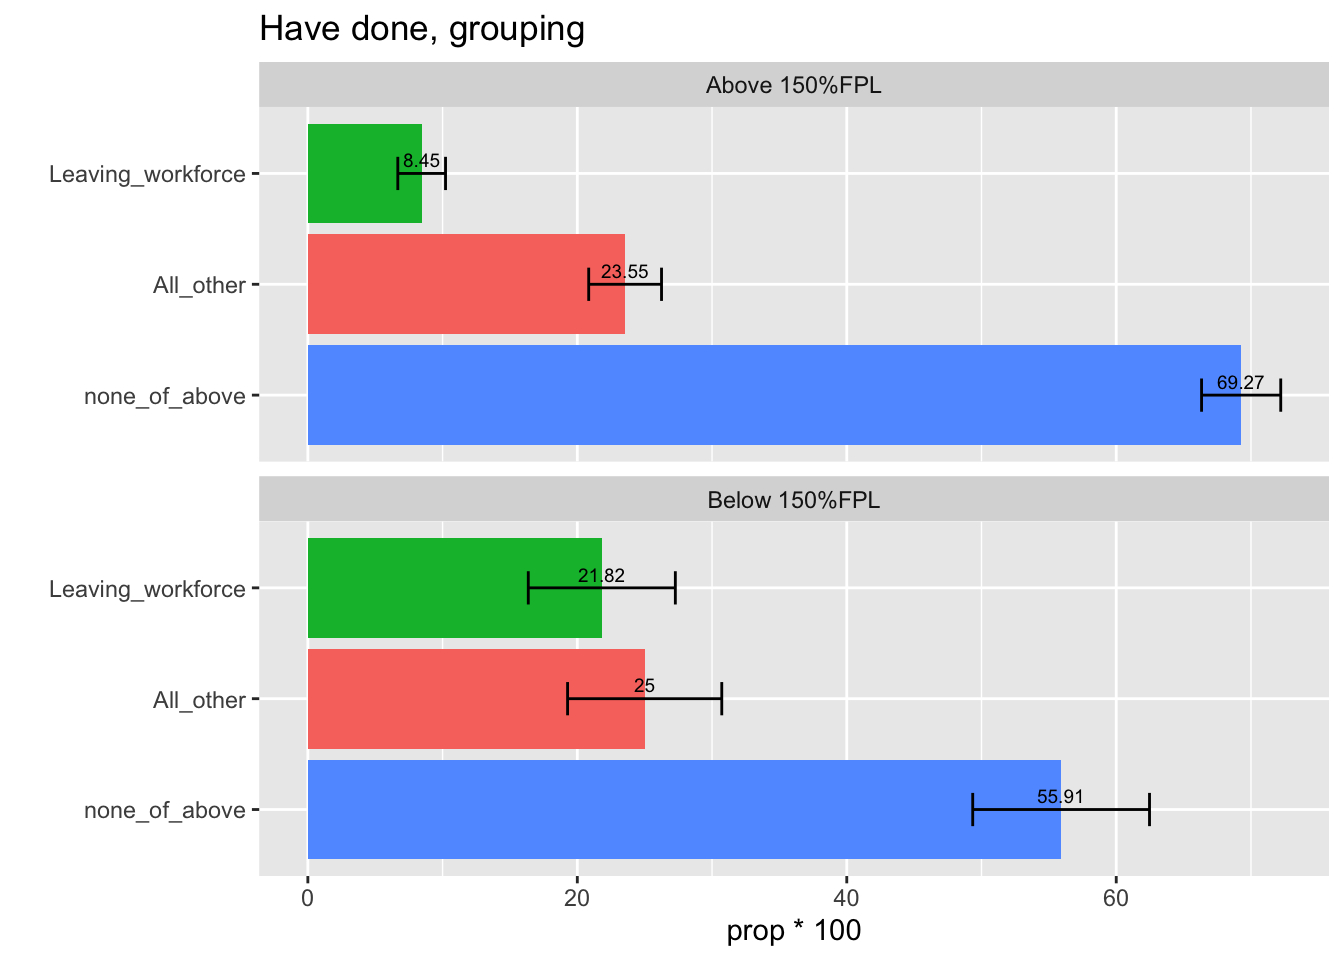 Have done, grouping
Above 150%FPL
Leaving_workforce
8.45
All_other
23.55
none_of_above
69.27
Below 150%FPL
Leaving_workforce
21.82
All_other
25
none_of_above
55.91
0 20 40 60
prop * 100